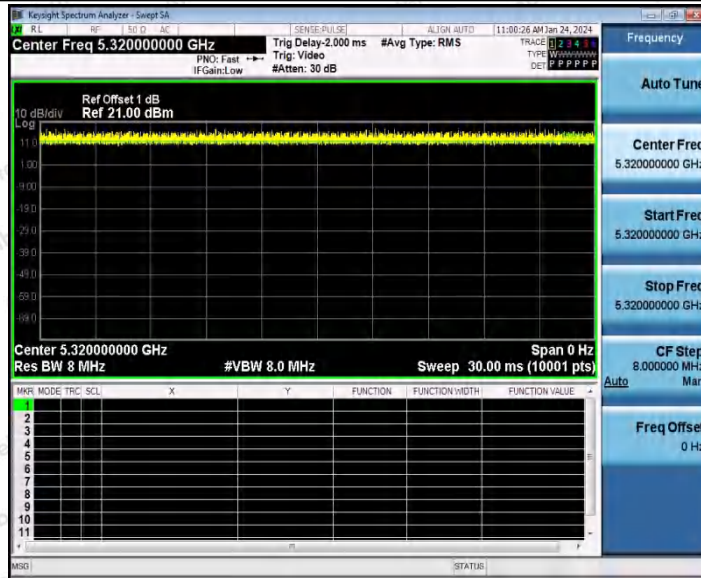 Keysight Spectrum Analyzer - Swept SA
RL RF 50 Ω AC SENSE:PULSE ALIGN AUTO 11:00:26 AM Jan 24, 2024
Center Freq 5.320000000 GHz
PNO: Fast
IFGain:Low
Trig Delay-2.000 ms
Trig: Video
#Atten: 30 dB
#Avg Type: RMS
TRACE 1 2 3 4 5 6
TYPE W
DET P P P P P P
Ref Offset 1 dB
10 dB/div Ref 21.00 dBm
Log
11.0
1.00
-9.00
-19.0
-29.0
-39.0
-49.0
-59.0
-69.0
Center 5.320000000 GHz Span 0 Hz
Res BW 8 MHz #VBW 8.0 MHz Sweep 30.00 ms (10001 pts)
MKR MODE TRC SCL X Y FUNCTION FUNCTION WIDTH FUNCTION VALUE
1
2
3
4
5
6
7
8
9
10
11
MSG STATUS
Frequency
Auto Tune
Center Freq
5.320000000 GHz
Start Freq
5.320000000 GHz
Stop Freq
5.320000000 GHz
CF Step
8.000000 MHz
Auto Man
Freq Offset
0 Hz